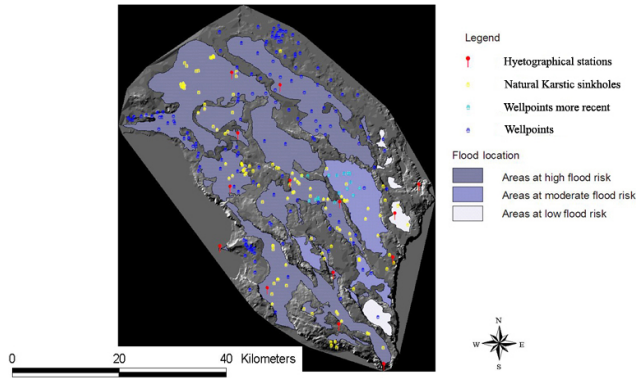 Legend
Hyetographical stations
Natural Karstic sinkholes
Wellpoints more recent
Wellpoints
Flood location
Areas at high flood risk
Areas at moderate flood risk
Areas at low flood risk
N
W E
S
0 20 40 Kilometers